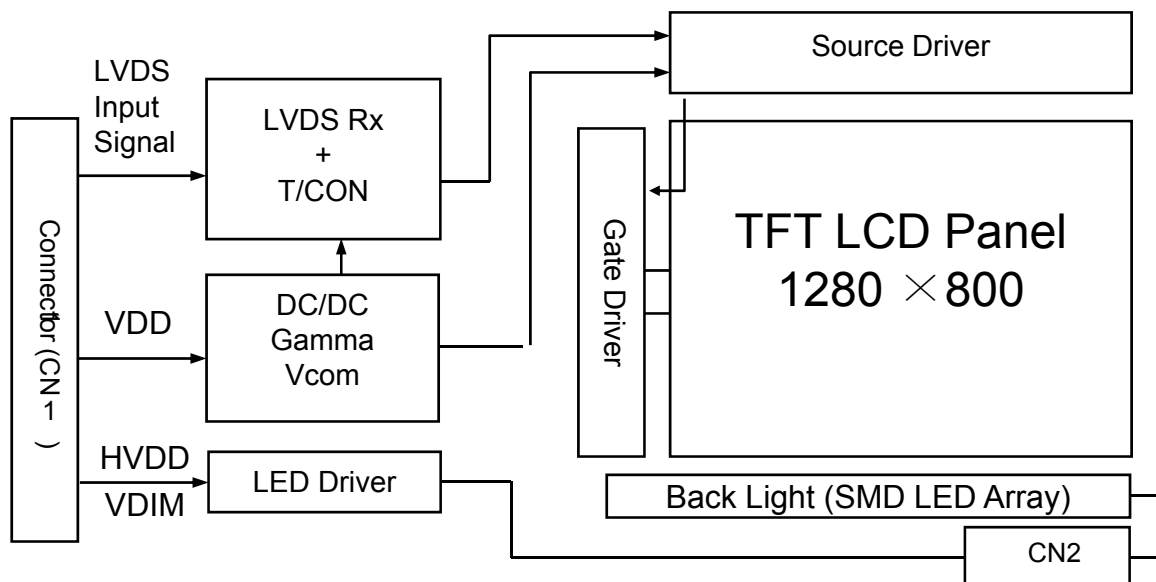 LVDS
Input
Signal
LVDS Rx
+
T/CON
Source Driver
Connector (CN1)
Gate Driver
TFT LCD Panel
1280 × 800
VDD
DC/DC
Gamma
Vcom
HVDD
VDIM
LED Driver
Back Light (SMD LED Array)
CN2